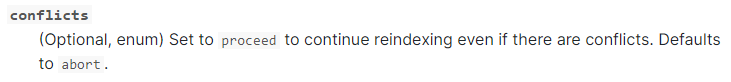 conflicts
(Optional, enum) Set to proceed to continue reindexing even if there are conflicts. Defaults
to abort.